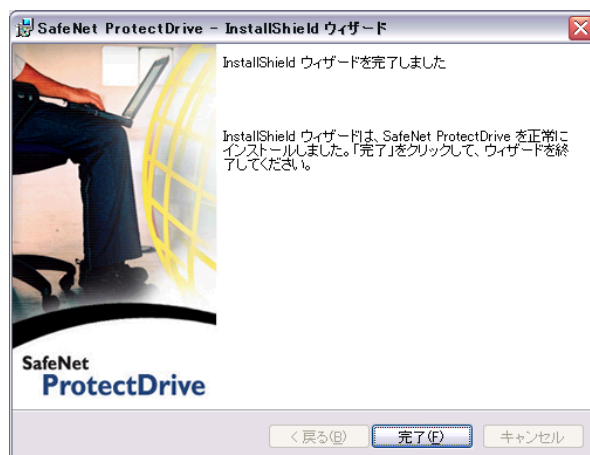 SafeNet ProtectDrive - InstallShield ウィザード
InstallShield ウィザードを完了しました
InstallShield ウィザードは、SafeNet ProtectDrive を正常に
インストールしました。「完了」をクリックして、ウィザードを終
了してください。
SafeNet
ProtectDrive
< 戻る(B)
完了(F)
キャンセル